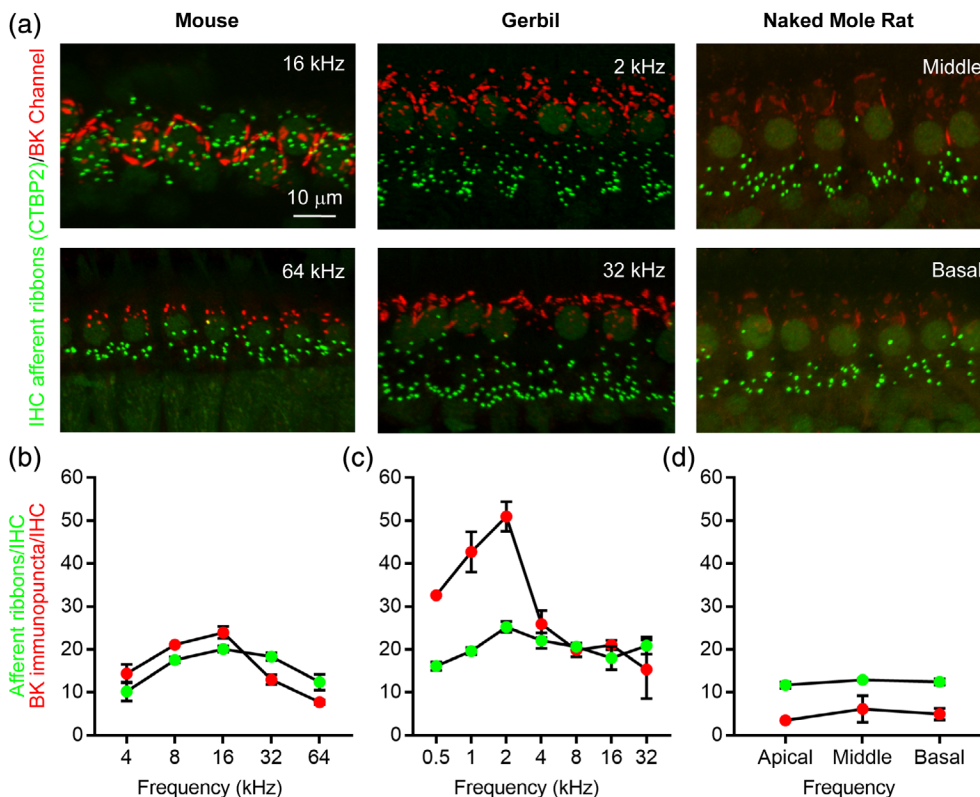 (a)
Mouse
Gerbil
Naked Mole Rat
IHC afferent ribbons (CTBP2)/BK Channel
16 kHz
10 μm
2 kHz
Middle
64 kHz
32 kHz
Basal
(b)
Afferent ribbons/IHC
BK immunopuncta/IHC
60
50
40
30
20
10
0
4 8 16 32 64
Frequency (kHz)
(c)
60
50
40
30
20
10
0
0.5 1 2 4 8 16 32
Frequency (kHz)
(d)
60
50
40
30
20
10
0
Apical Middle Basal
Frequency